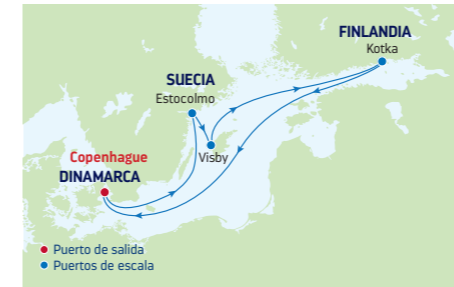 FINLANDIA
Kotka
SUECIA
Estocolmo
Visby
Copenhague
DINAMARCA
Puerto de salida
Puertos de escala